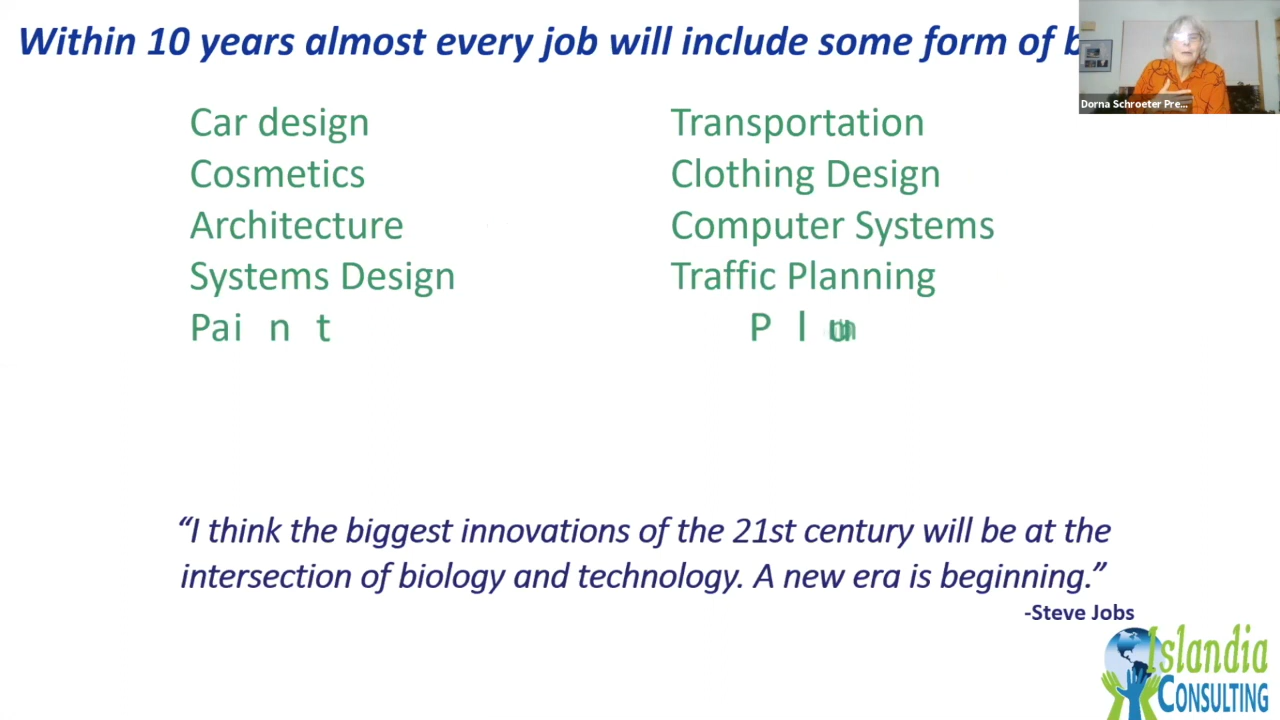 Within 10 years almost every job will include some form of
Dorna Schroeter Pre...
Car design
Transportation
Cosmetics
Clothing Design
Architecture
Computer Systems
Systems Design
Traffic Planning
Paint
“I think the biggest innovations of the 21st century will be at the
intersection of biology and technology. A new era is beginning.”
-Steve Jobs
Islandia
CONSULTING